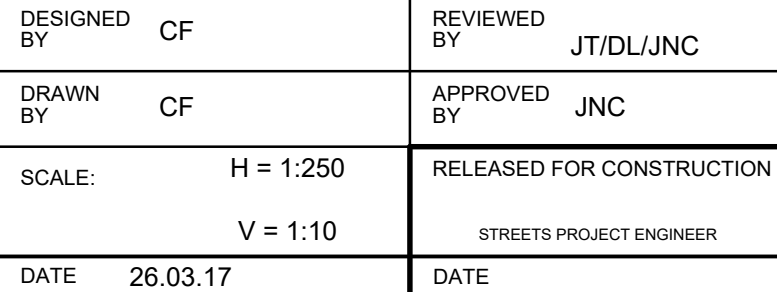 DESIGNED
BY
CF
REVIEWED
BY
JT/DL/JNC
DRAWN
BY
CF
APPROVED
BY
JNC
SCALE:
H = 1:250
V = 1:10
RELEASED FOR CONSTRUCTION
STREETS PROJECT ENGINEER
DATE
26.03.17
DATE